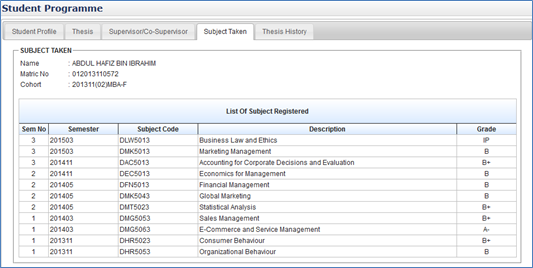 Student Programme
Student Profile Thesis Supervisor/Co-Supervisor Subject Taken Thesis History
SUBJECT TAKEN
Name : ABDUL HAFIZ BIN IBRAHIM
Matric No : 012013110572
Cohort : 201311(02)MBA-F
List Of Subject Registered
Sem No Semester Subject Code Description Grade
3 201503 DLW5013 Business Law and Ethics IP
3 201503 DMK5013 Marketing Management B
3 201411 DAC5013 Accounting for Corporate Decisions and Evaluation B+
2 201411 DEC5013 Economics for Management B
2 201405 DFN5013 Financial Management B
2 201405 DMK5043 Global Marketing B
2 201405 DMT5023 Statistical Analysis B+
1 201403 DMG5053 Sales Management B+
1 201403 DMG5063 E-Commerce and Service Management A-
1 201311 DHR5023 Consumer Behaviour B+
1 201311 DHR5053 Organizational Behaviour B